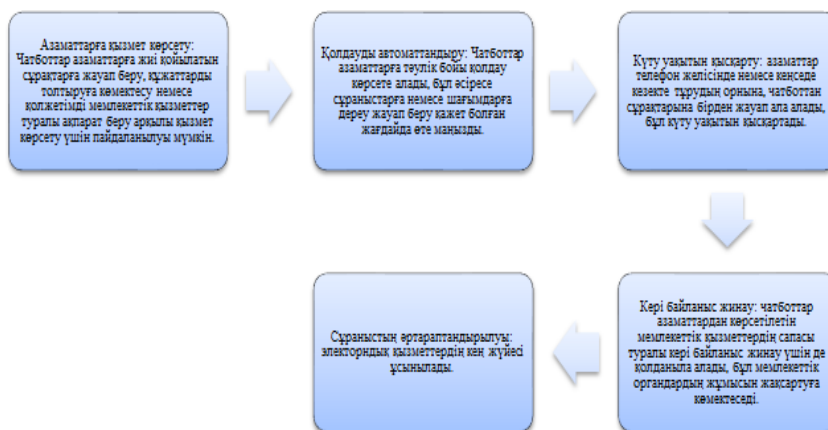 Азаматтарға қызмет көрсету:
Чатботтар азаматтарға жиі қойылатын
сұрақтарға жауап беру, құжаттарды
толтыруға көмектесу немесе
қолжетімді мемлекеттік қызметтер
туралы ақпарат беру арқылы қызмет
көрсету үшін пайдаланылуы мүмкін.
Қолдауды автоматтандыру: Чатботтар
азаматтарға тәулік бойы қолдау
көрсете алады, бұл әсіресе
сұраныстарға немесе шағымдарға
дереу жауап беру қажет болған
жағдайда өте маңызды.
Күту уақытын қысқарту: азаматтар
телефон желісінде немесе кеңседе
кезекте тұрудың орнына, чатботтан
сұрақтарына бірден жауап ала алады,
бұл күту уақытын қысқартады.
Кері байланыс жинау: чатботтар
азаматтардан көрсетілетін
мемлекеттік қызметтердің сапасы
туралы кері байланыс жинау үшін де
қолданыла алады, бұл мемлекеттік
органдардың жұмысын жақсартуға
көмектеседі.
Сұраныстың әртараптандырылуы:
электорндық қызметтердің кең жүйесі
ұсынылады.